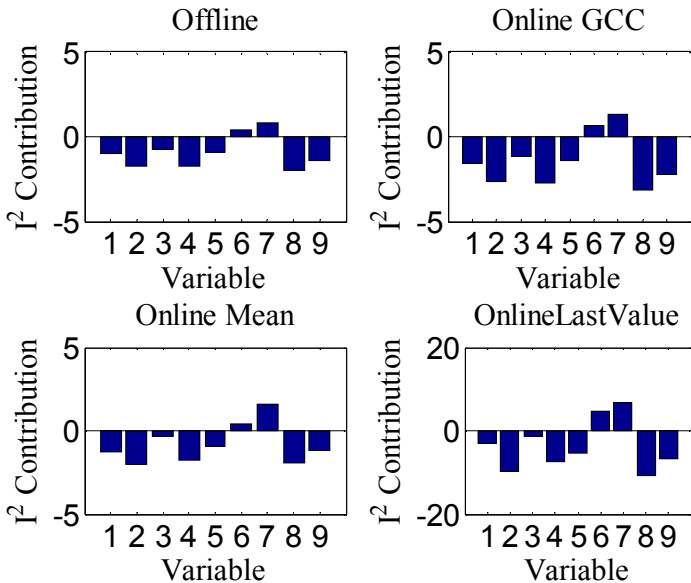 Offline
5
0
-5
I² Contribution
1 2 3 4 5 6 7 8 9
Variable
Online GCC
5
0
-5
I² Contribution
1 2 3 4 5 6 7 8 9
Variable
Online Mean
5
0
-5
I² Contribution
1 2 3 4 5 6 7 8 9
Variable
OnlineLastValue
20
0
-20
I² Contribution
1 2 3 4 5 6 7 8 9
Variable